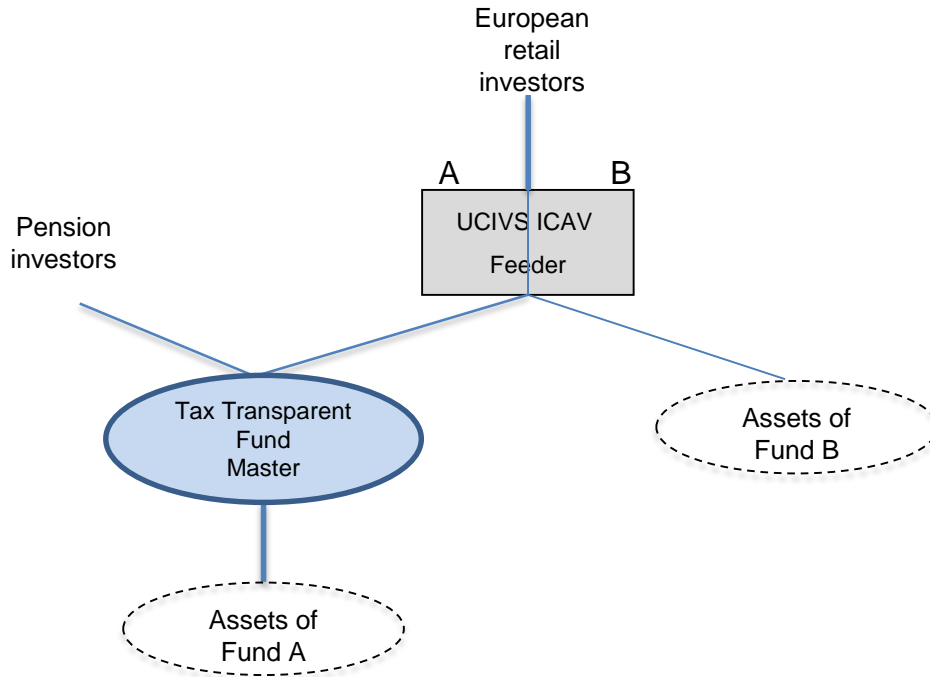 European
retail
investors
A
B
UCIVS ICAV
Feeder
Pension
investors
Tax Transparent
Fund
Master
Assets of
Fund B
Assets of
Fund A